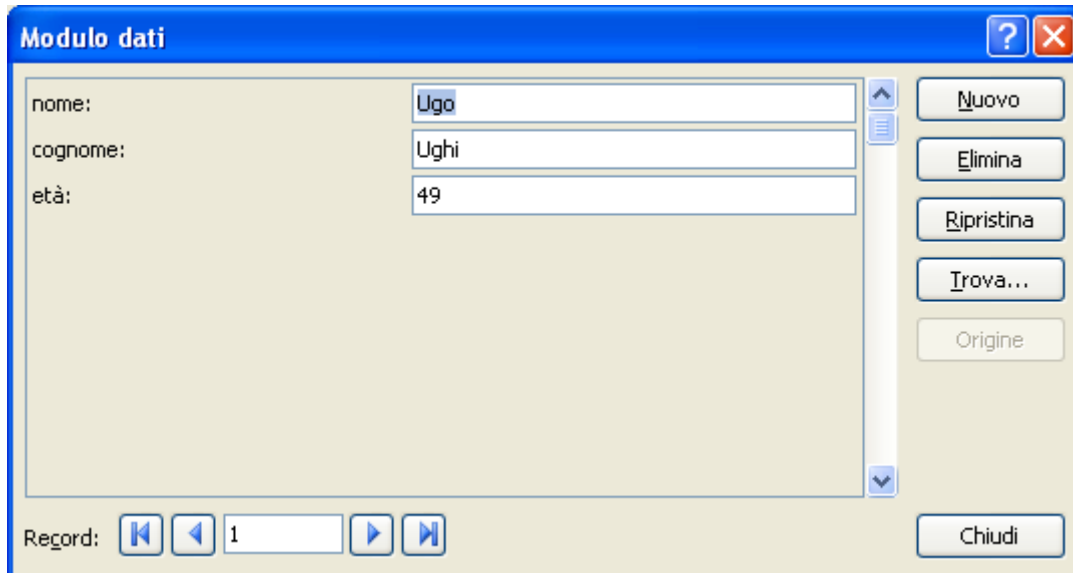 Modulo dati
nome: Ugo
Nuovo
cognome: Ughi
Elimina
età: 49
Ripristina
Trova...
Origine
Record: 1
Chiudi